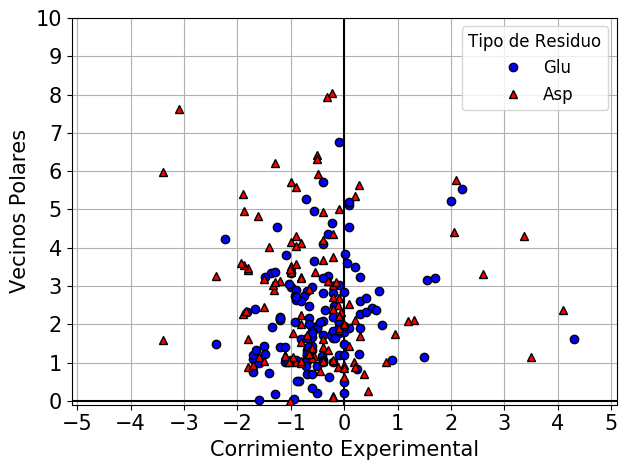 10
9
8
7
6
5
4
3
2
1
0
Vecinos Polares
Tipo de Residuo
Glu
Asp
−5 −4 −3 −2 −1 0 1 2 3 4 5
Corrimiento Experimental